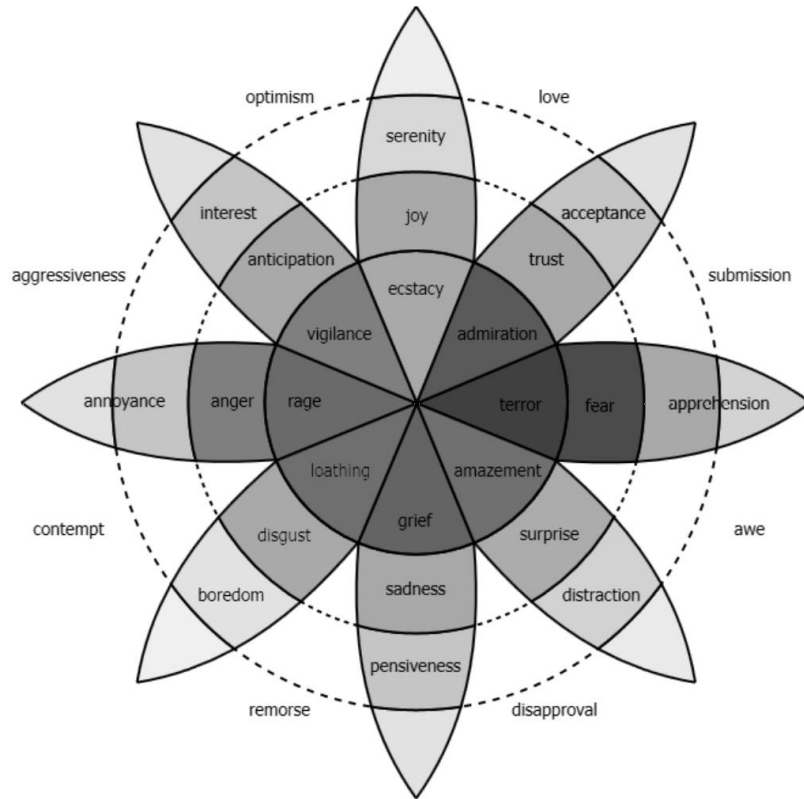 optimism
love
serenity
interest
acceptance
joy
anticipation
trust
aggressiveness
submission
ecstacy
vigilance
admiration
annoyance
anger
rage
terror
fear
apprehension
loathing
amazement
grief
contempt
awe
disgust
surprise
sadness
boredom
distraction
pensiveness
remorse
disapproval